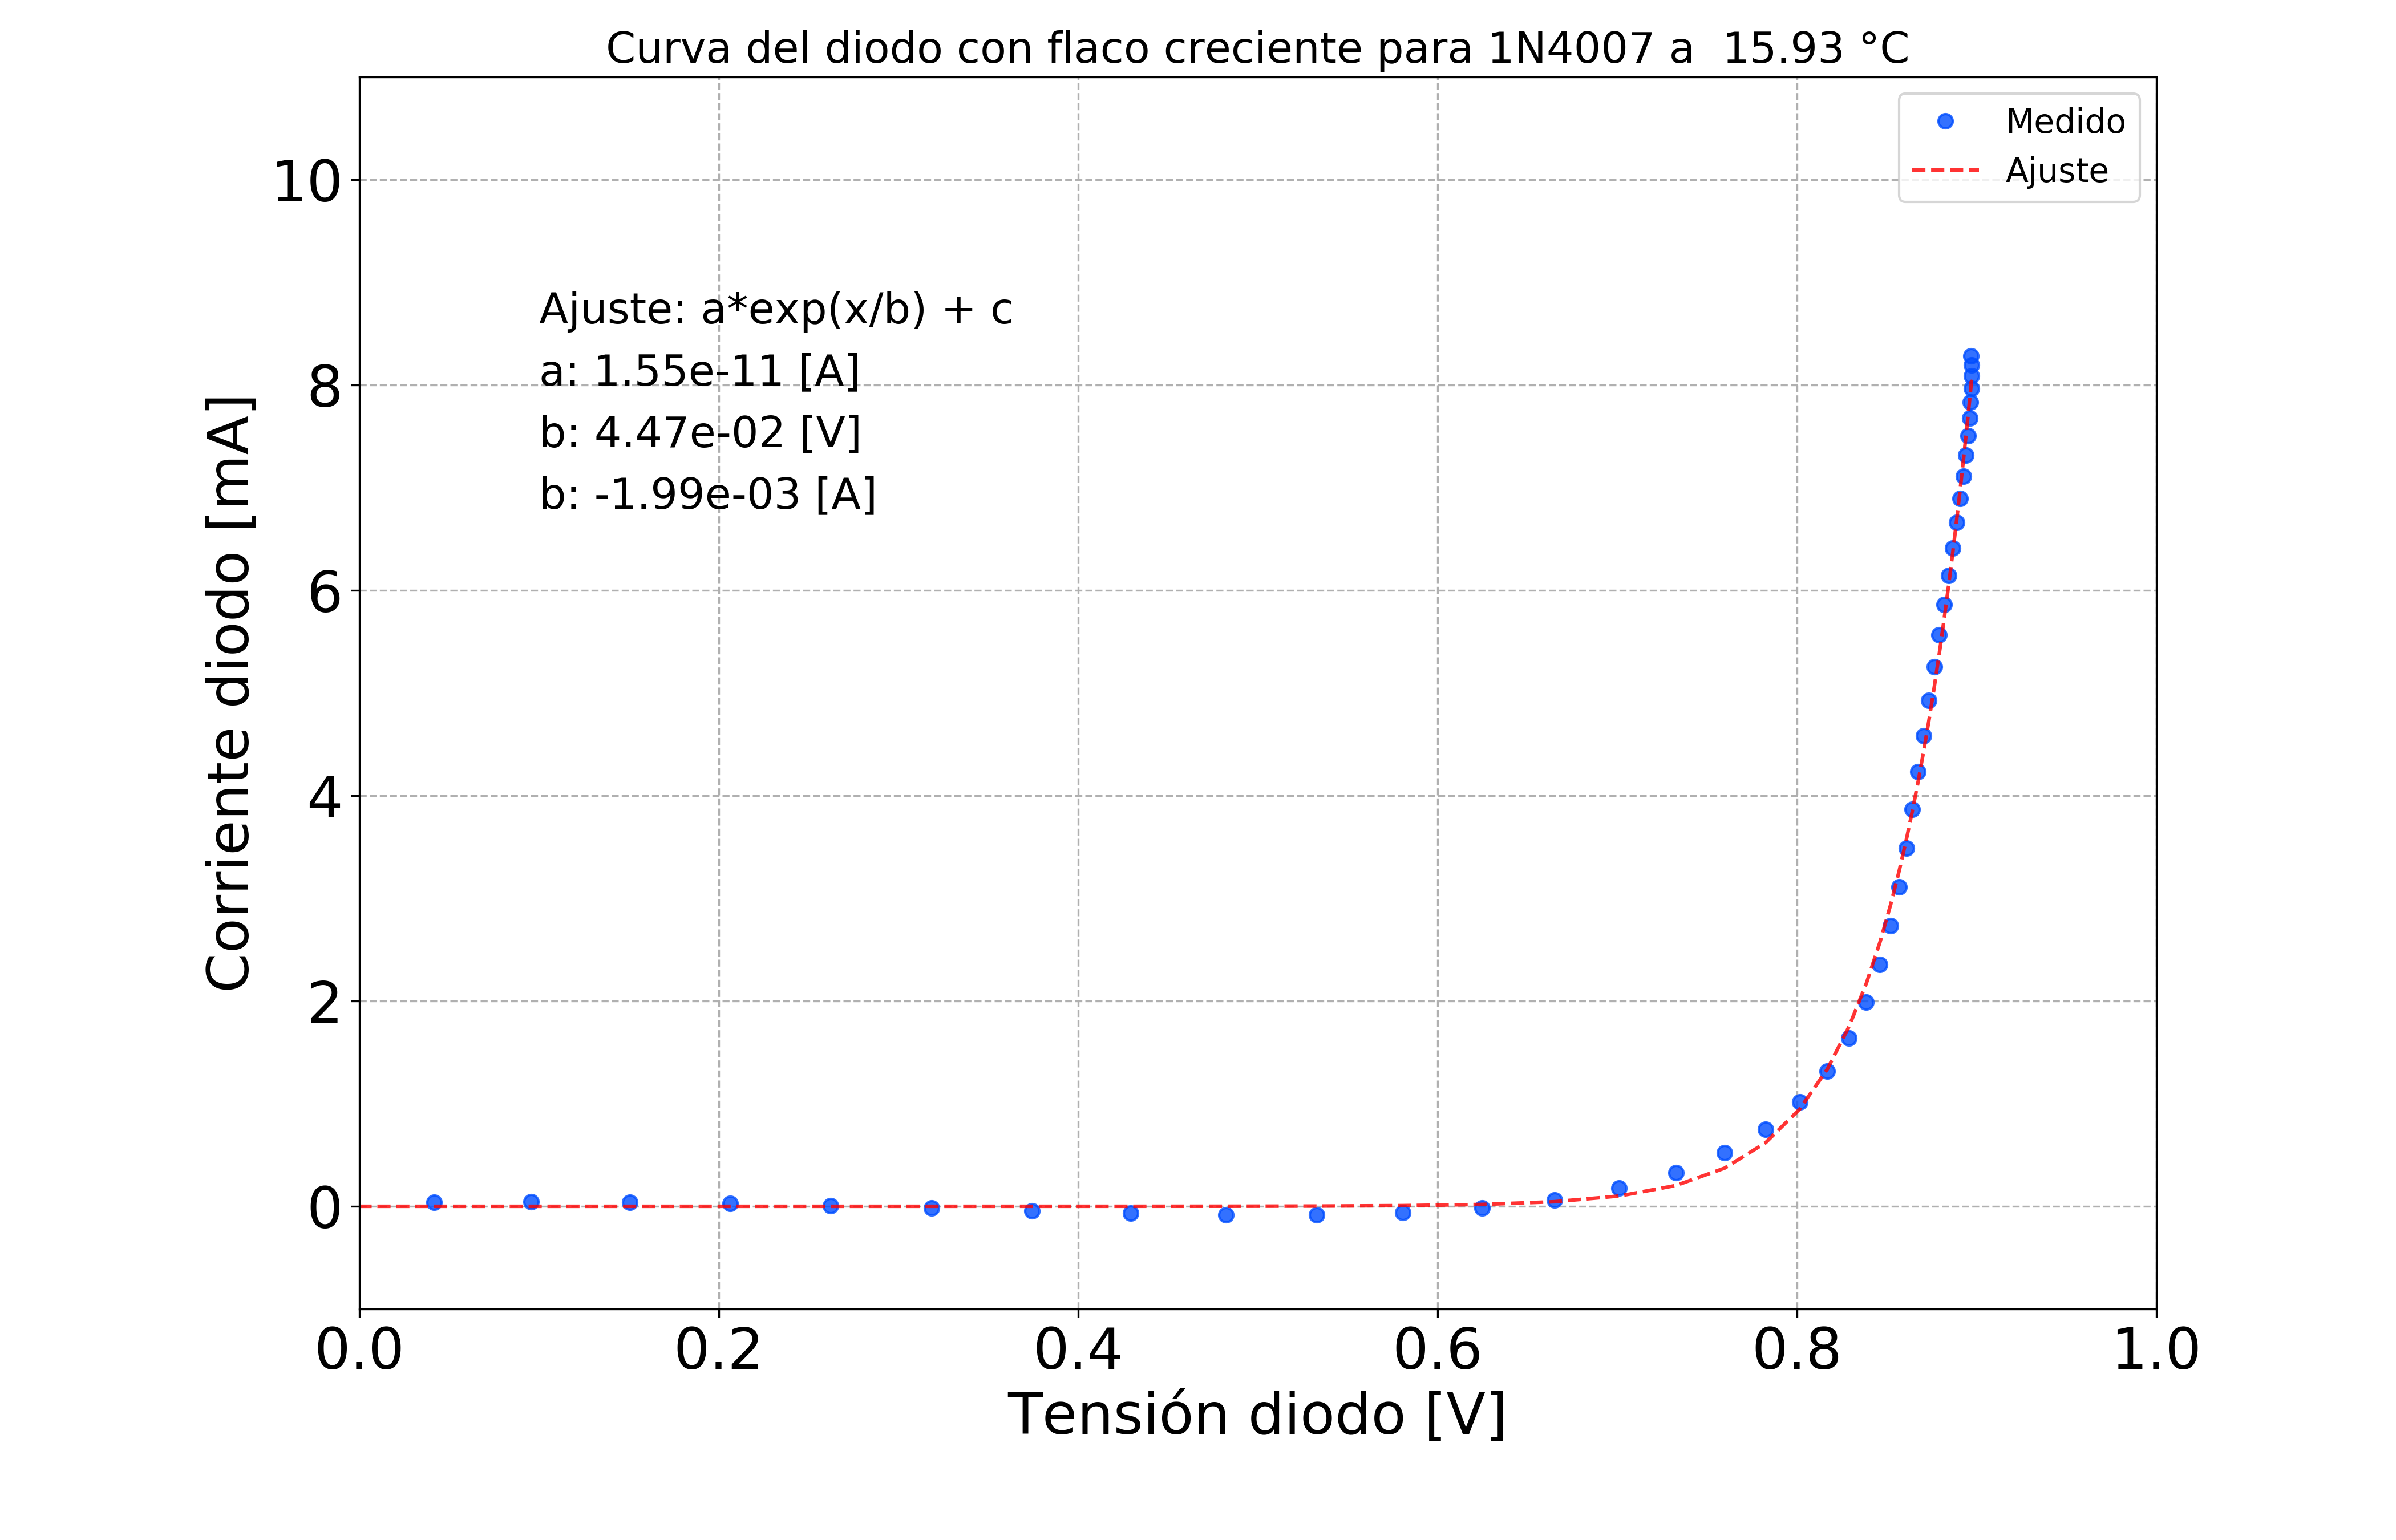 Curva del diodo con flaco creciente para 1N4007 a  15.93 °C
Medido
Ajuste
Ajuste: a*exp(x/b) + c
a: 1.55e-11 [A]
b: 4.47e-02 [V]
b: -1.99e-03 [A]
Corriente diodo [mA]
10
8
6
4
2
0
0.0 0.2 0.4 0.6 0.8 1.0
Tensión diodo [V]